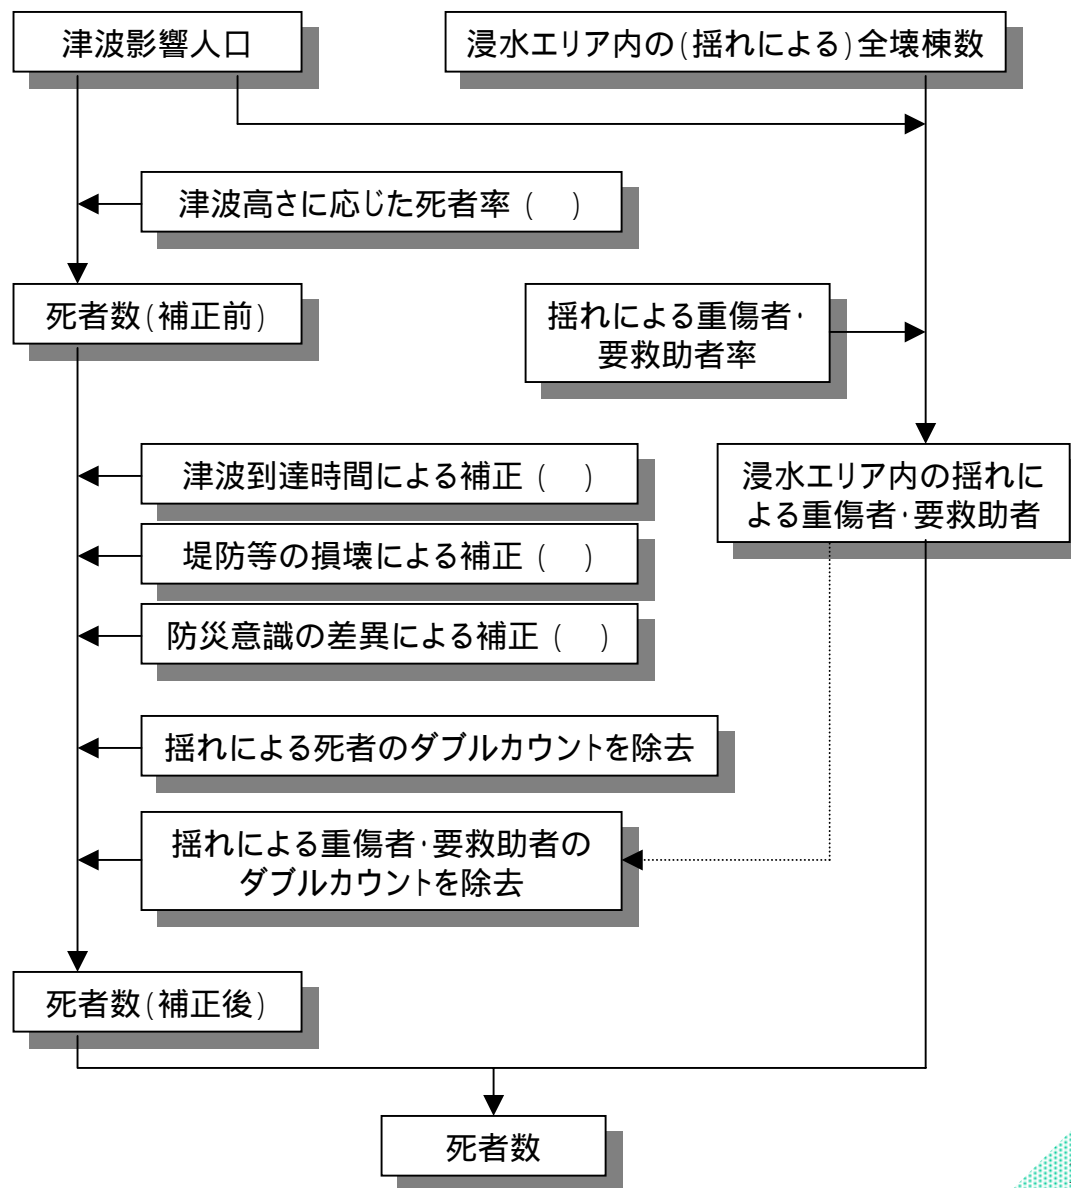 津波影響人口
浸水エリア内の(揺れによる)全壊棟数
津波高さに応じた死者率 (　)
死者数(補正前)
揺れによる重傷者・
要救助者率
津波到達時間による補正 (　)
浸水エリア内の揺れに
よる重傷者・要救助者
堤防等の損壊による補正 (　)
防災意識の差異による補正 (　)
揺れによる死者のダブルカウントを除去
揺れによる重傷者・要救助者の
ダブルカウントを除去
死者数(補正後)
死者数